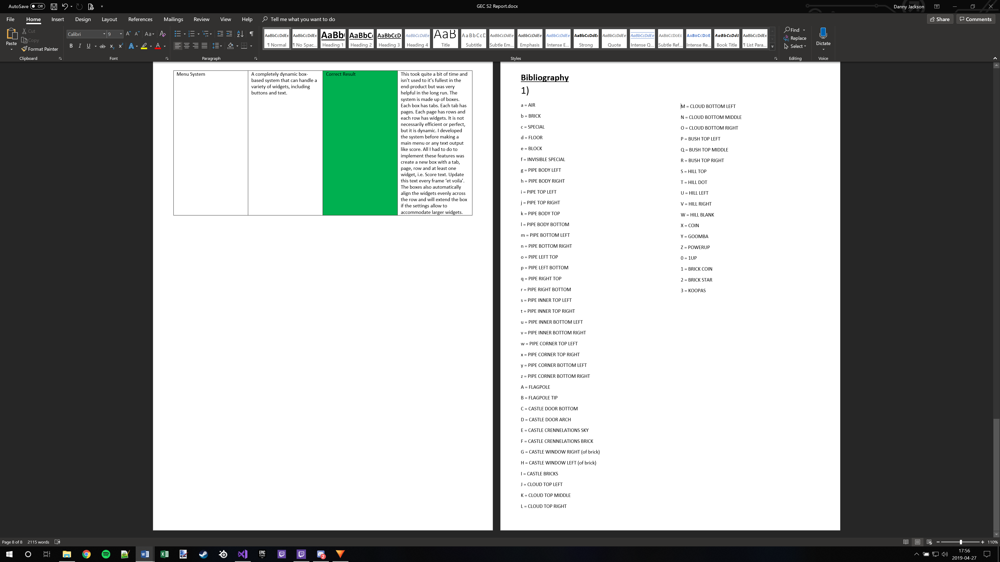 AutoSave Off
GEC S2 Report.docx
Danny Jackson
File Home Insert Design Layout References Mailings Review View Help Tell me what you want to do
Share Comments
Paste
Cut
Copy
Format Painter
Clipboard
Calibri 9
Font
Paragraph
AaBbCcDdEe AaBbCcDdEe AaBb( AaBbC( AaBbCcD AaBbCcDdEe AaB AaBbCcD AaBbCcDdEe AaBbCcDdEe AaBbCcDdEe AaBbCcDdEe AaBbCcDdEe AaBbCcDdEe AABBCCDDEE AABBCCDDE AaBbCcDdE AaBbCcDdEe
¶ Normal ¶ No Spac... Heading 1 Heading 2 Heading 3 Heading 4 Title Subtitle Subtle Em... Emphasis Intense E... Strong Quote Intense Q... Subtle Ref... Intense Re... Book Title ¶ List Para...
Styles
Find
Replace
Select
Editing
Dictate
Voice
Menu System
A completely dynamic box-
based system that can handle a
variety of widgets, including
buttons and text.
Correct Result
This took quite a bit of time and
isn’t used to it’s fullest in the
end-product but was very
helpful in the long run. The
system is made up of boxes.
Each box has tabs. Each tab has
pages. Each page has rows and
each row has widgets. It is not
necessarily efficient or perfect,
but it is dynamic. I developed
the system before making a
main menu or any text output
like score. All I had to do to
implement these features was
create a new box with a tab,
page, row and at least one
widget, i.e. Score text. Update
this text every frame ‘et voila’.
The boxes also automatically
align the widgets evenly across
the row and will extend the box
if the settings allow to
accommodate larger widgets.
Bibliography
1)
a = AIR
b = BRICK
c = SPECIAL
d = FLOOR
e = BLOCK
f = INVISIBLE SPECIAL
g = PIPE BODY LEFT
h = PIPE BODY RIGHT
i = PIPE TOP LEFT
j = PIPE TOP RIGHT
k = PIPE BODY TOP
l = PIPE BODY BOTTOM
m = PIPE BOTTOM LEFT
n = PIPE BOTTOM RIGHT
o = PIPE LEFT TOP
p = PIPE LEFT BOTTOM
q = PIPE RIGHT TOP
r = PIPE RIGHT BOTTOM
s = PIPE INNER TOP LEFT
t = PIPE INNER TOP RIGHT
u = PIPE INNER BOTTOM LEFT
v = PIPE INNER BOTTOM RIGHT
w = PIPE CORNER TOP LEFT
x = PIPE CORNER TOP RIGHT
y = PIPE CORNER BOTTOM LEFT
z = PIPE CORNER BOTTOM RIGHT
A = FLAGPOLE
B = FLAGPOLE TIP
C = CASTLE DOOR BOTTOM
D = CASTLE DOOR ARCH
E = CASTLE CRENNELATIONS SKY
F = CASTLE CRENNELATIONS BRICK
G = CASTLE WINDOW RIGHT (of brick)
H = CASTLE WINDOW LEFT (of brick)
I = CASTLE BRICKS
J = CLOUD TOP LEFT
K = CLOUD TOP MIDDLE
L = CLOUD TOP RIGHT
M = CLOUD BOTTOM LEFT
N = CLOUD BOTTOM MIDDLE
O = CLOUD BOTTOM RIGHT
P = BUSH TOP LEFT
Q = BUSH TOP MIDDLE
R = BUSH TOP RIGHT
S = HILL TOP
T = HILL DOT
U = HILL LEFT
V = HILL RIGHT
W = HILL BLANK
X = COIN
Y = GOOMBA
Z = POWERUP
0 = 1UP
1 = BRICK COIN
2 = BRICK STAR
3 = KOOPAS
Page 8 of 8 2115 words
110%
EPIC GAMES
2
17:56
2019-04-27